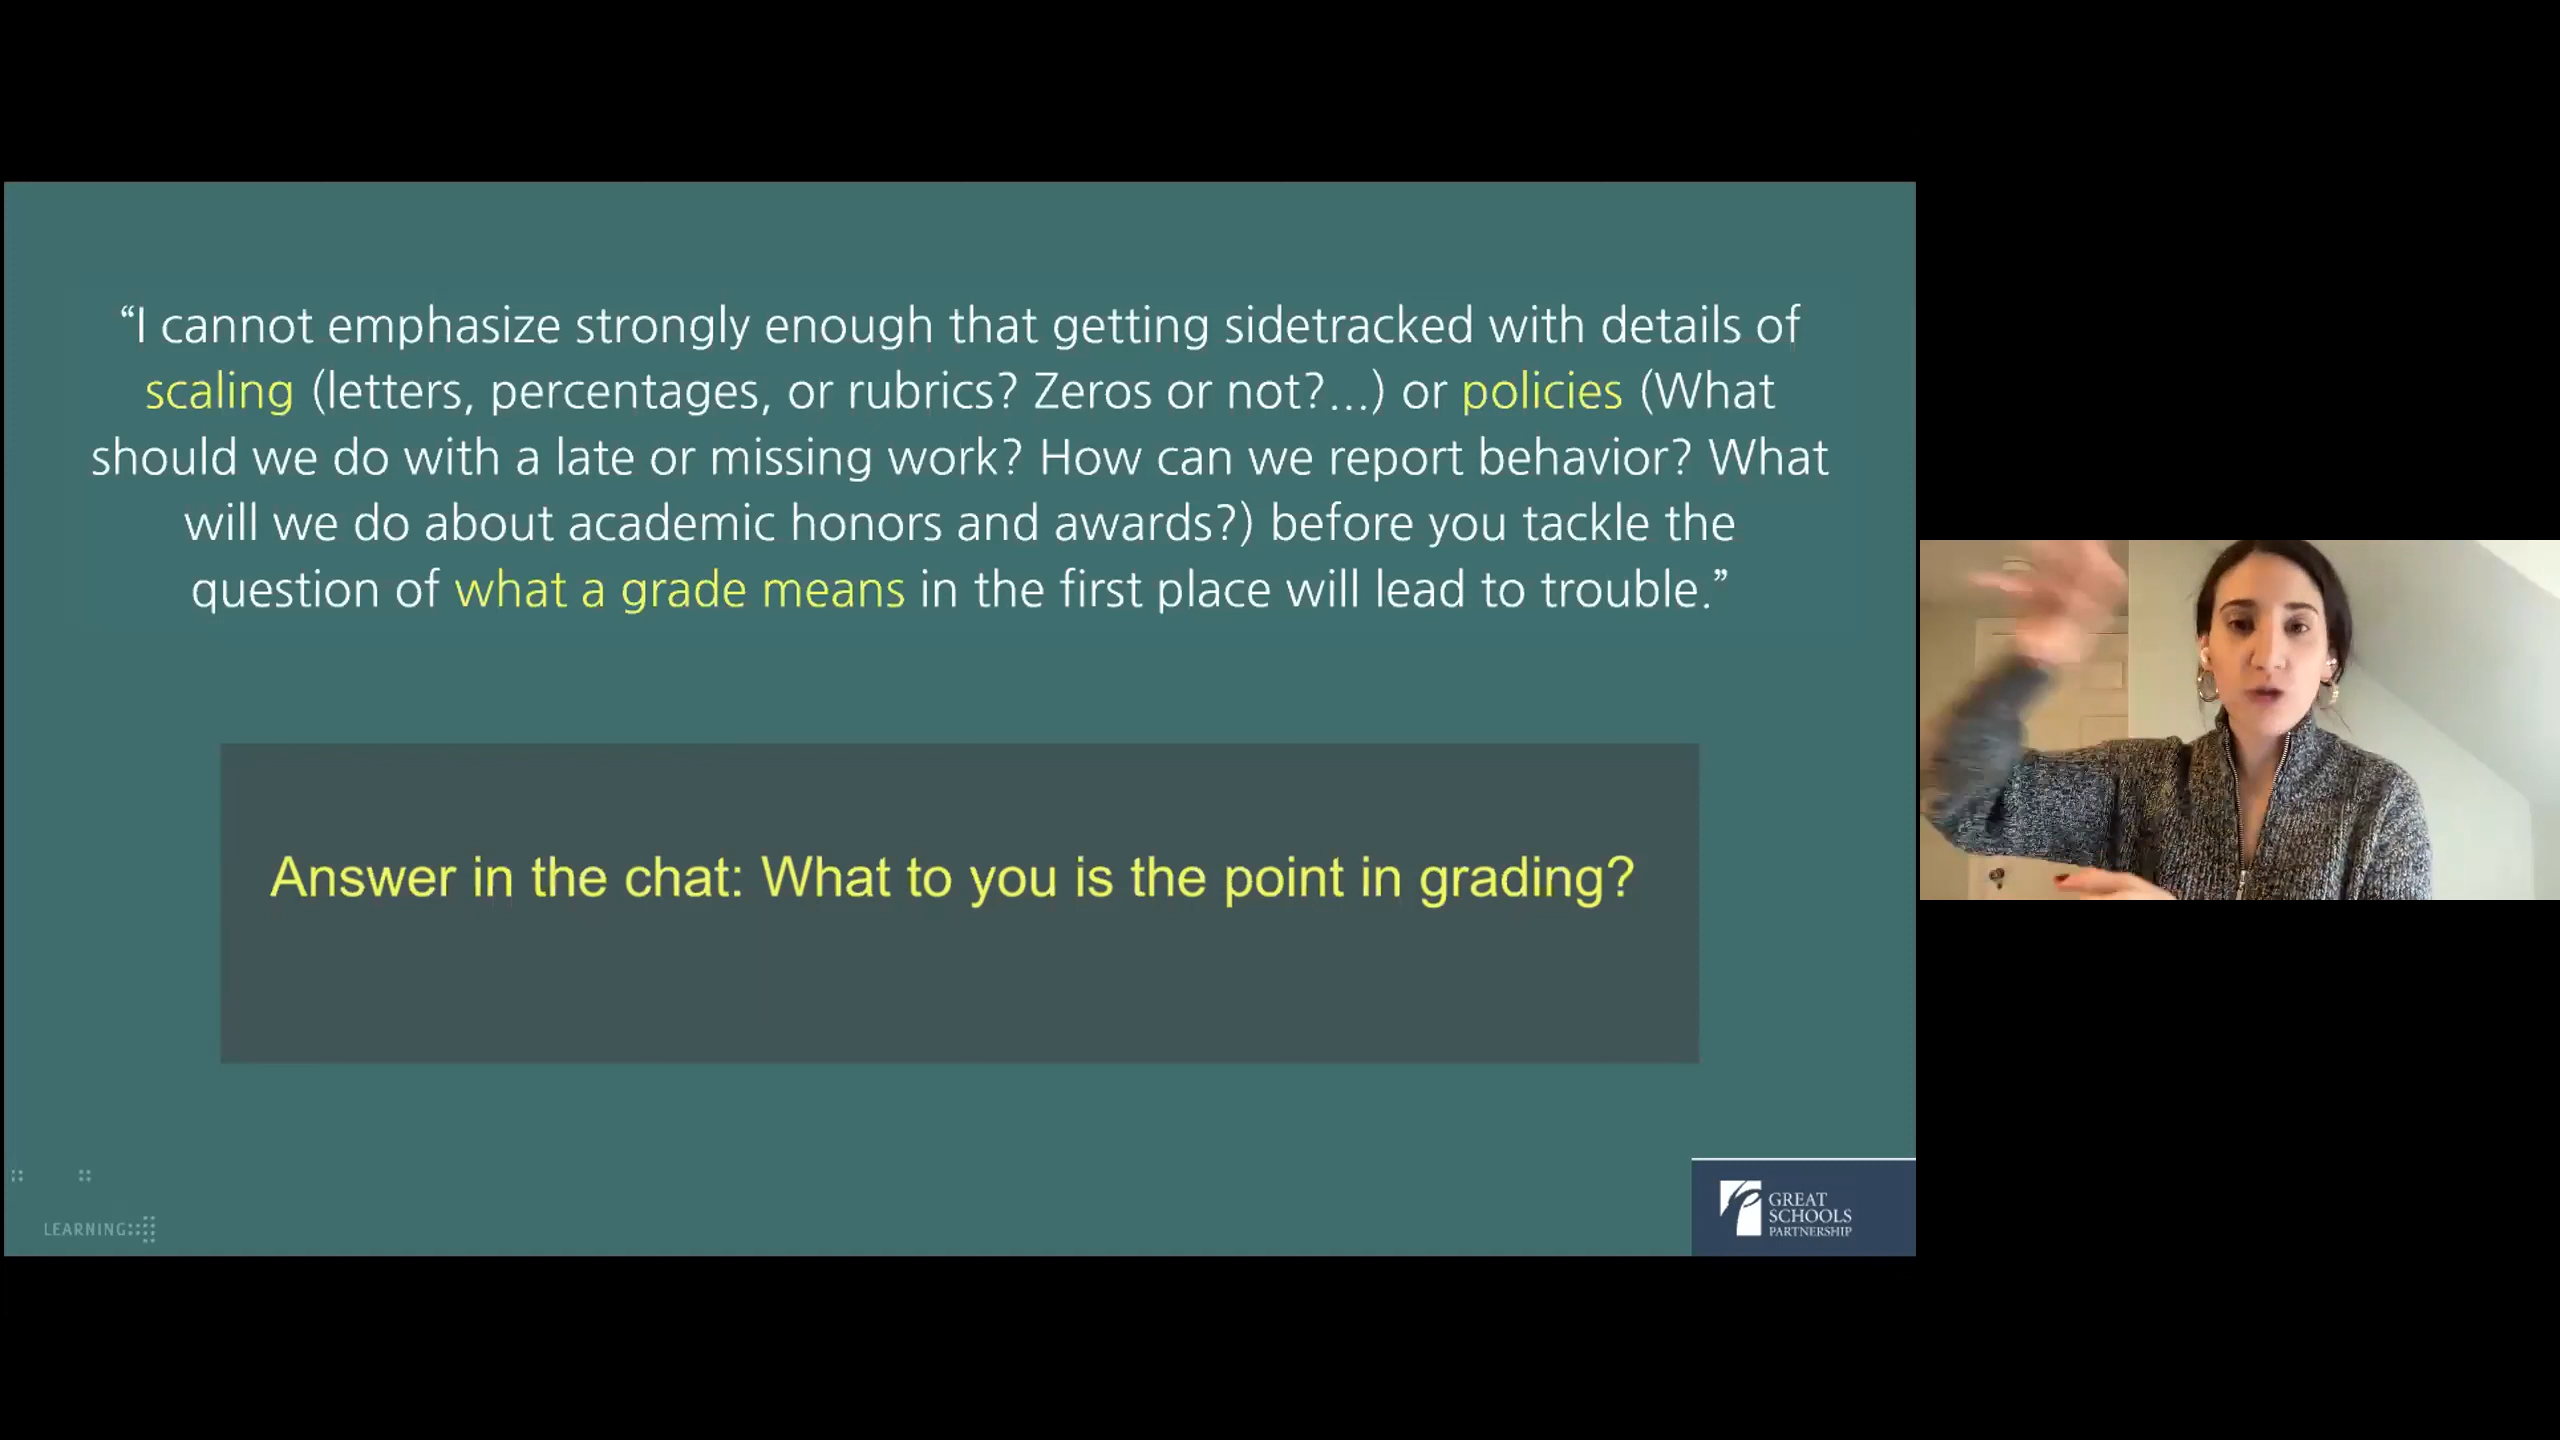 “I cannot emphasize strongly enough that getting sidetracked with details of
scaling (letters, percentages, or rubrics? Zeros or not?...) or policies (What
should we do with a late or missing work? How can we report behavior? What
will we do about academic honors and awards?) before you tackle the
question of what a grade means in the first place will lead to trouble.”
Answer in the chat: What to you is the point in grading?
LEARNING
GREAT
SCHOOLS
PARTNERSHIP